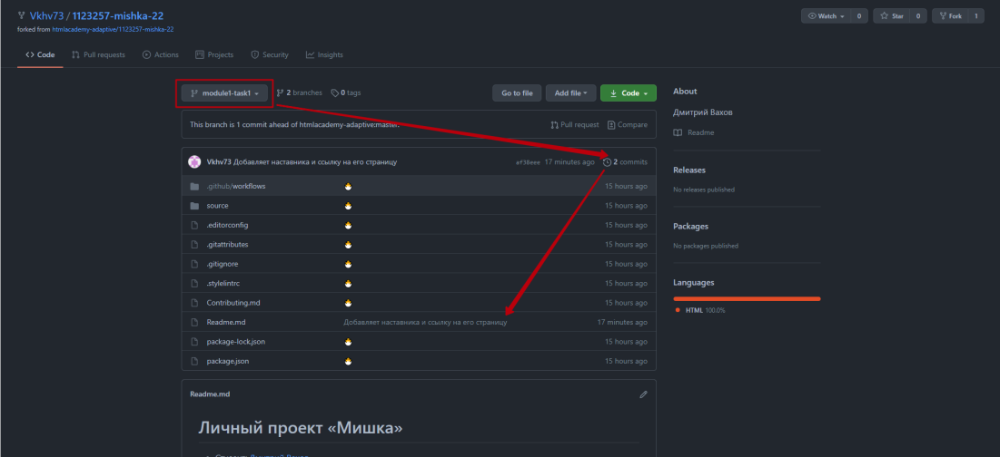 Vkhv73 / 1123257-mishka-22
Watch 0 Star 0 Fork 1
forked from htmlacademy-adaptive/1123257-mishka-22
Code Pull requests Actions Projects Security Insights
module1-task1 2 branches 0 tags Go to file Add file Code
This branch is 1 commit ahead of htmlacademy-adaptive:master. Pull request Compare
Vkhv73 Добавляет наставника и ссылку на его страницу af38eee 17 minutes ago 2 commits
.github/workflows 15 hours ago
source 15 hours ago
.editorconfig 15 hours ago
.gitattributes 15 hours ago
.gitignore 15 hours ago
.stylelintrc 15 hours ago
Contributing.md 15 hours ago
Readme.md Добавляет наставника и ссылку на его страницу 17 minutes ago
package-lock.json 15 hours ago
package.json 15 hours ago
Readme.md
Личный проект «Мишка»
Студент: Дмитрий Вахов
About
Дмитрий Вахов
Readme
Releases
No releases published
Packages
No packages published
Languages
HTML 100.0%